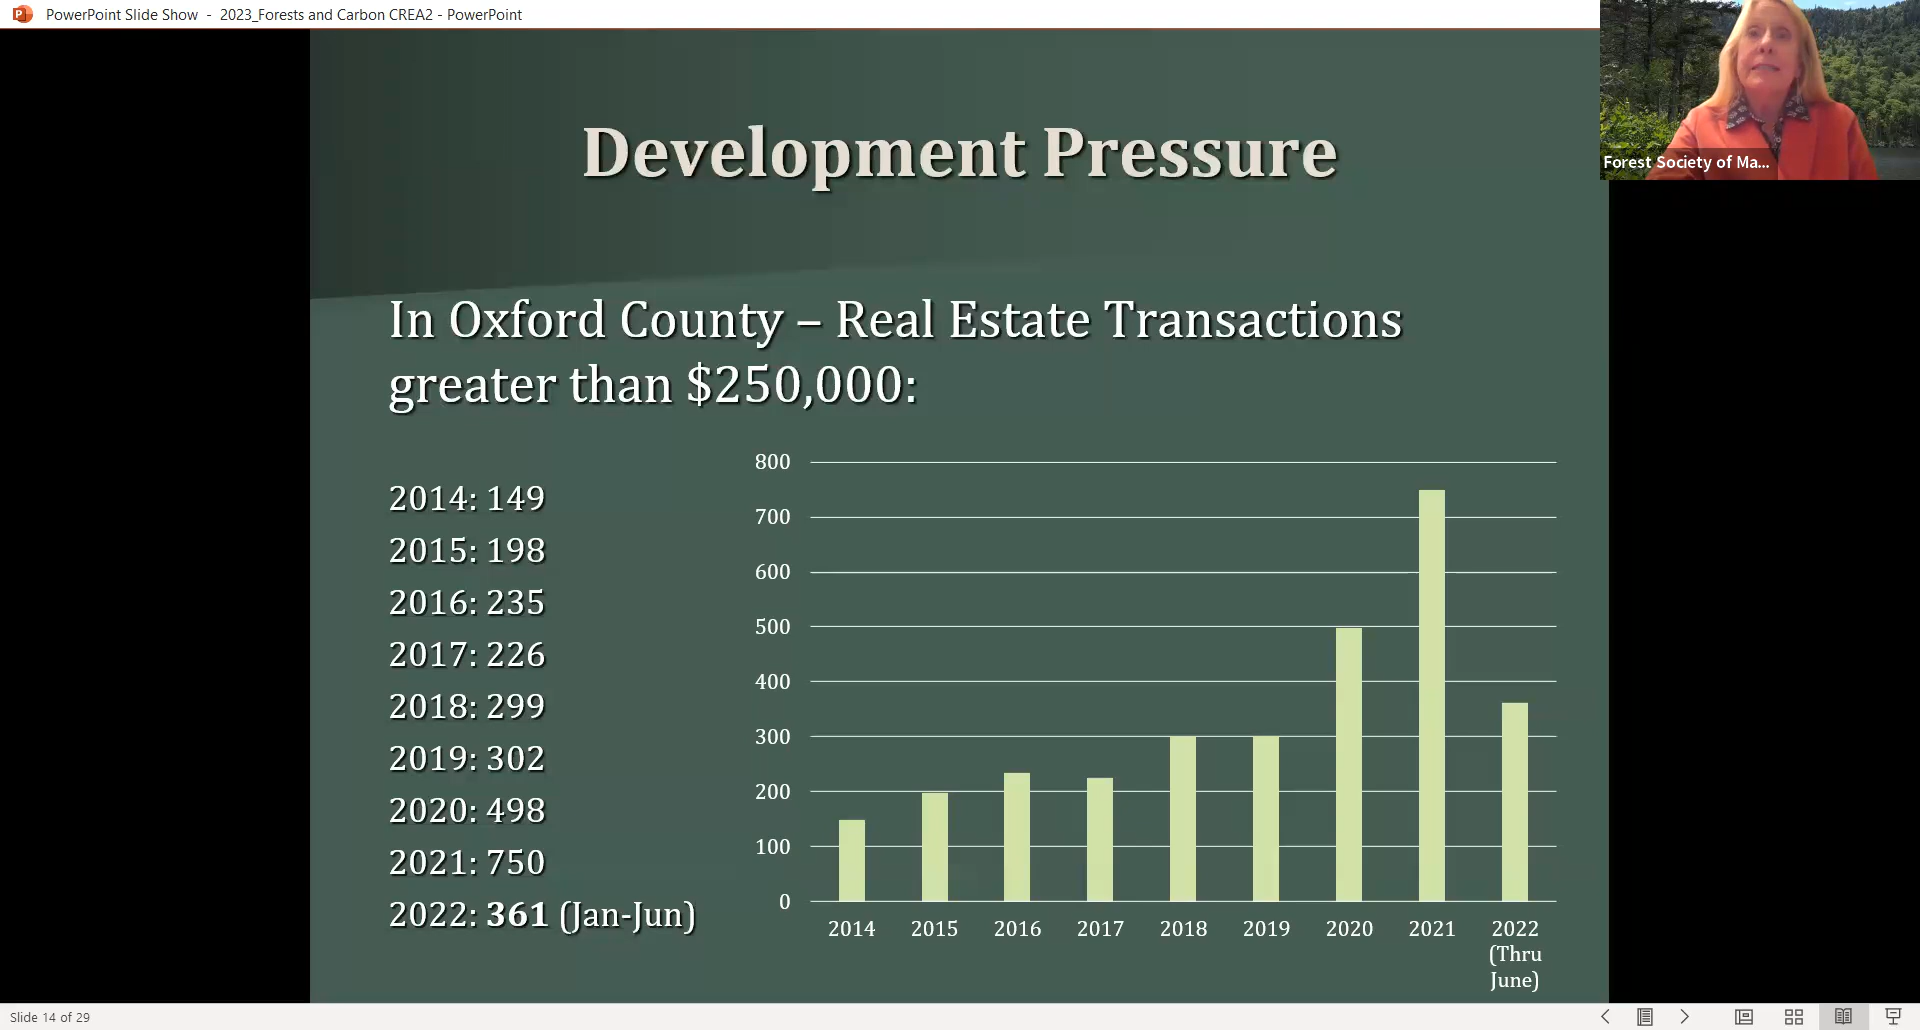 PowerPoint Slide Show - 2023_Forests and Carbon CREA2 - PowerPoint
Forest Society of Ma...
Development Pressure
In Oxford County – Real Estate Transactions
greater than $250,000:
2014: 149
2015: 198
2016: 235
2017: 226
2018: 299
2019: 302
2020: 498
2021: 750
2022: 361 (Jan-Jun)
800
700
600
500
400
300
200
100
0
2014 2015 2016 2017 2018 2019 2020 2021 2022
(Thru
June)
Slide 14 of 29